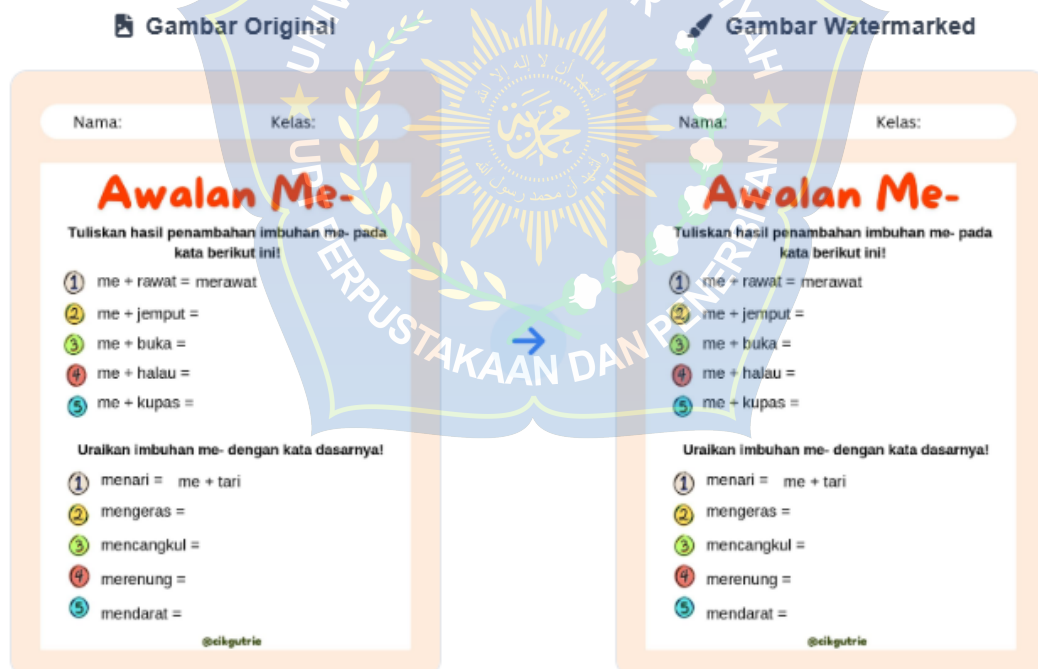 Gambar Original
Nama: Kelas:
Awalan Me-
Tuliskan hasil penambahan imbuhan me- pada
kata berikut ini!
1 me + rawat = merawat
2 me + jemput =
3 me + buka =
4 me + halau =
5 me + kupas =
Uraikan imbuhan me- dengan kata dasarnya!
1 menari = me + tari
2 mengeras =
3 mencangkul =
4 merenung =
5 mendarat =
@cikgutrie
Gambar Watermarked
Nama: Kelas:
Awalan Me-
Tuliskan hasil penambahan imbuhan me- pada
kata berikut ini!
1 me + rawat = merawat
2 me + jemput =
3 me + buka =
4 me + halau =
5 me + kupas =
Uraikan imbuhan me- dengan kata dasarnya!
1 menari = me + tari
2 mengeras =
3 mencangkul =
4 merenung =
5 mendarat =
@cikgutrie
PERPUSTAKAAN DAN PENERBITAN